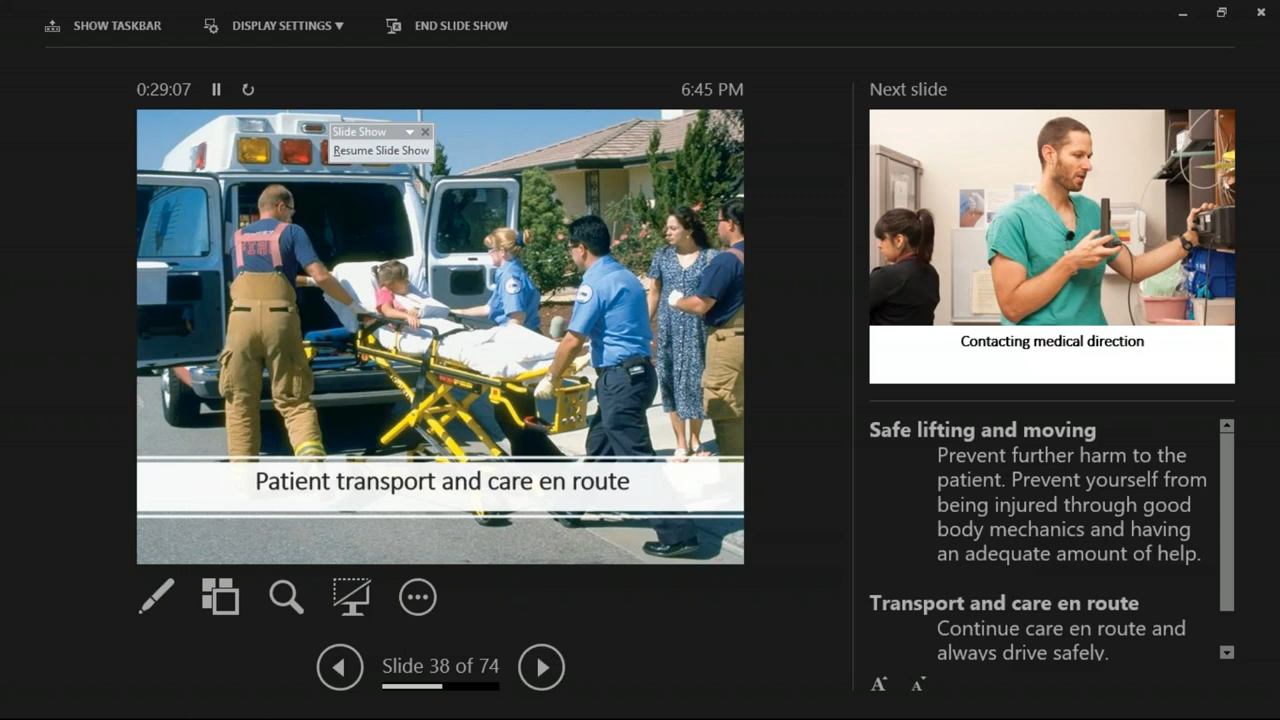 SHOW TASKBAR
DISPLAY SETTINGS ▼
END SLIDE SHOW
0:29:07
6:45 PM
Slide Show
Resume Slide Show
Patient transport and care en route
Slide 38 of 74
Next slide
Contacting medical direction
Safe lifting and moving
Prevent further harm to the
patient. Prevent yourself from
being injured through good
body mechanics and having
an adequate amount of help.
Transport and care en route
Continue care en route and
always drive safely.
A A